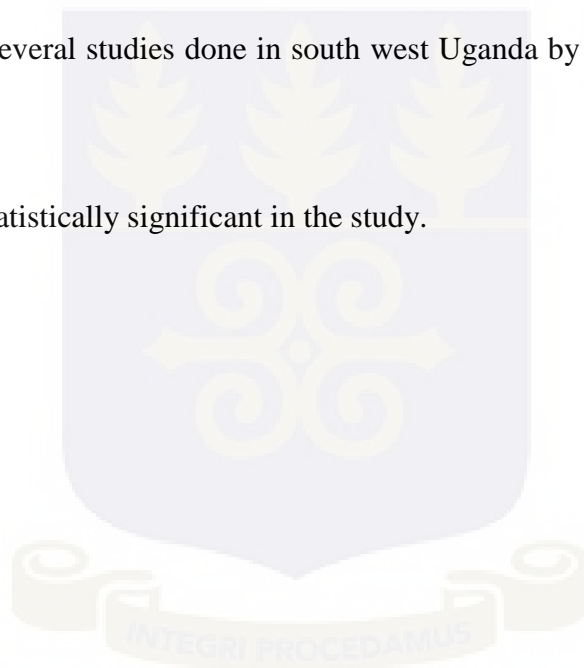 everal studies done in south west Uganda by
atistically significant in the study.
INTEGRI PROCEDAMUS